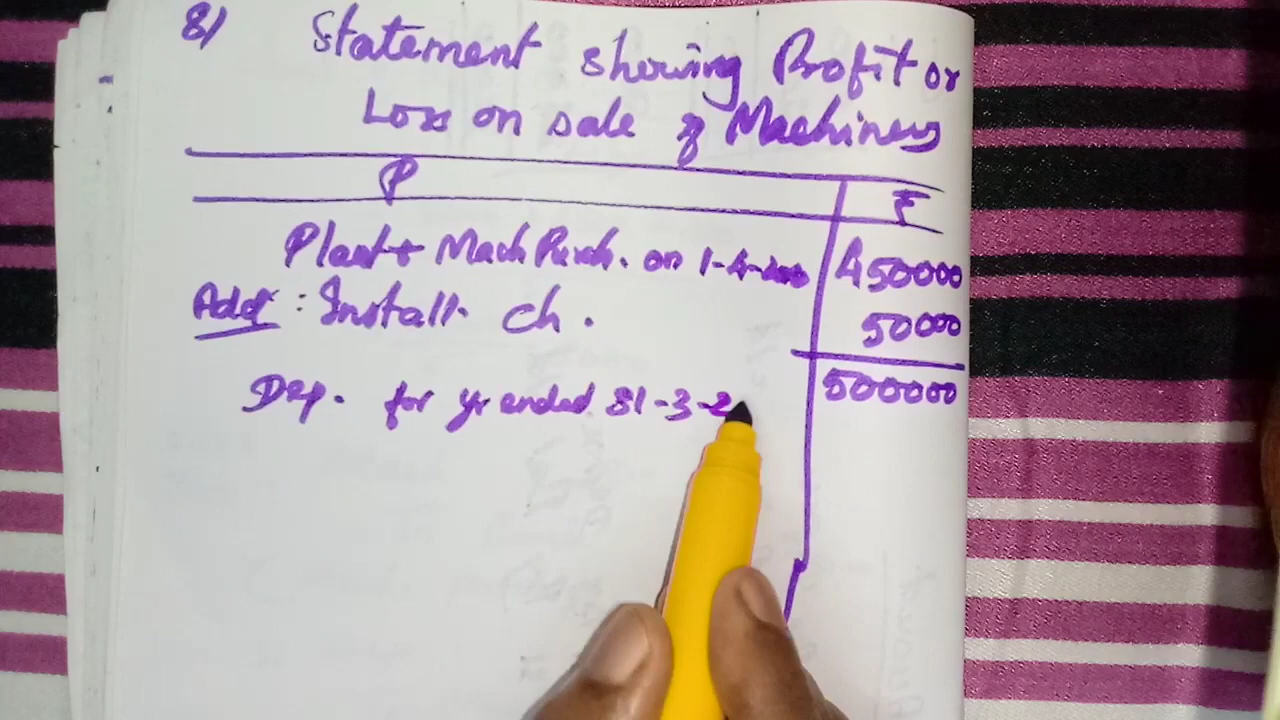 8) Statement showing Profit or
Loss on sale of Machinery
P ₹
Plant + Mach Purch. on 1-4- 450000
Add : Install. ch. 50000
500000
Dep. for yr ended 31-3-2